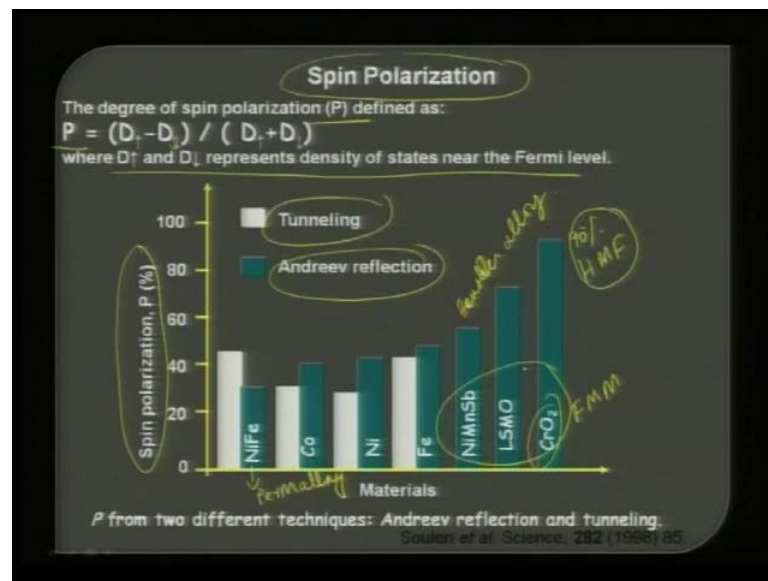 Spin Polarization
The degree of spin polarization (P) defined as:
P = (D↑-D↓) / ( D↑+D↓)
where D↑ and D↓ represents density of states near the Fermi level.
Spin polarization, P (%)
100
80
60
40
20
0
Tunneling
Andreev reflection
Heusler alloy
90%
HMF
NiFe
Co
Ni
Fe
NiMnSb
LSMO
CrO₂
FMM
Permalloy
Materials
P from two different techniques: Andreev reflection and tunneling.
Soulen et al. Science, 282 (1998) 85.